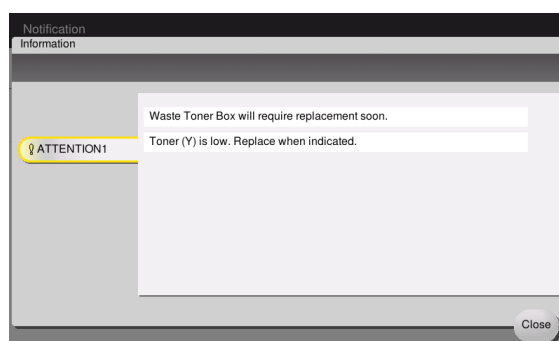 Notification
Information
Waste Toner Box will require replacement soon.
ATTENTION1
Toner (Y) is low. Replace when indicated.
Close